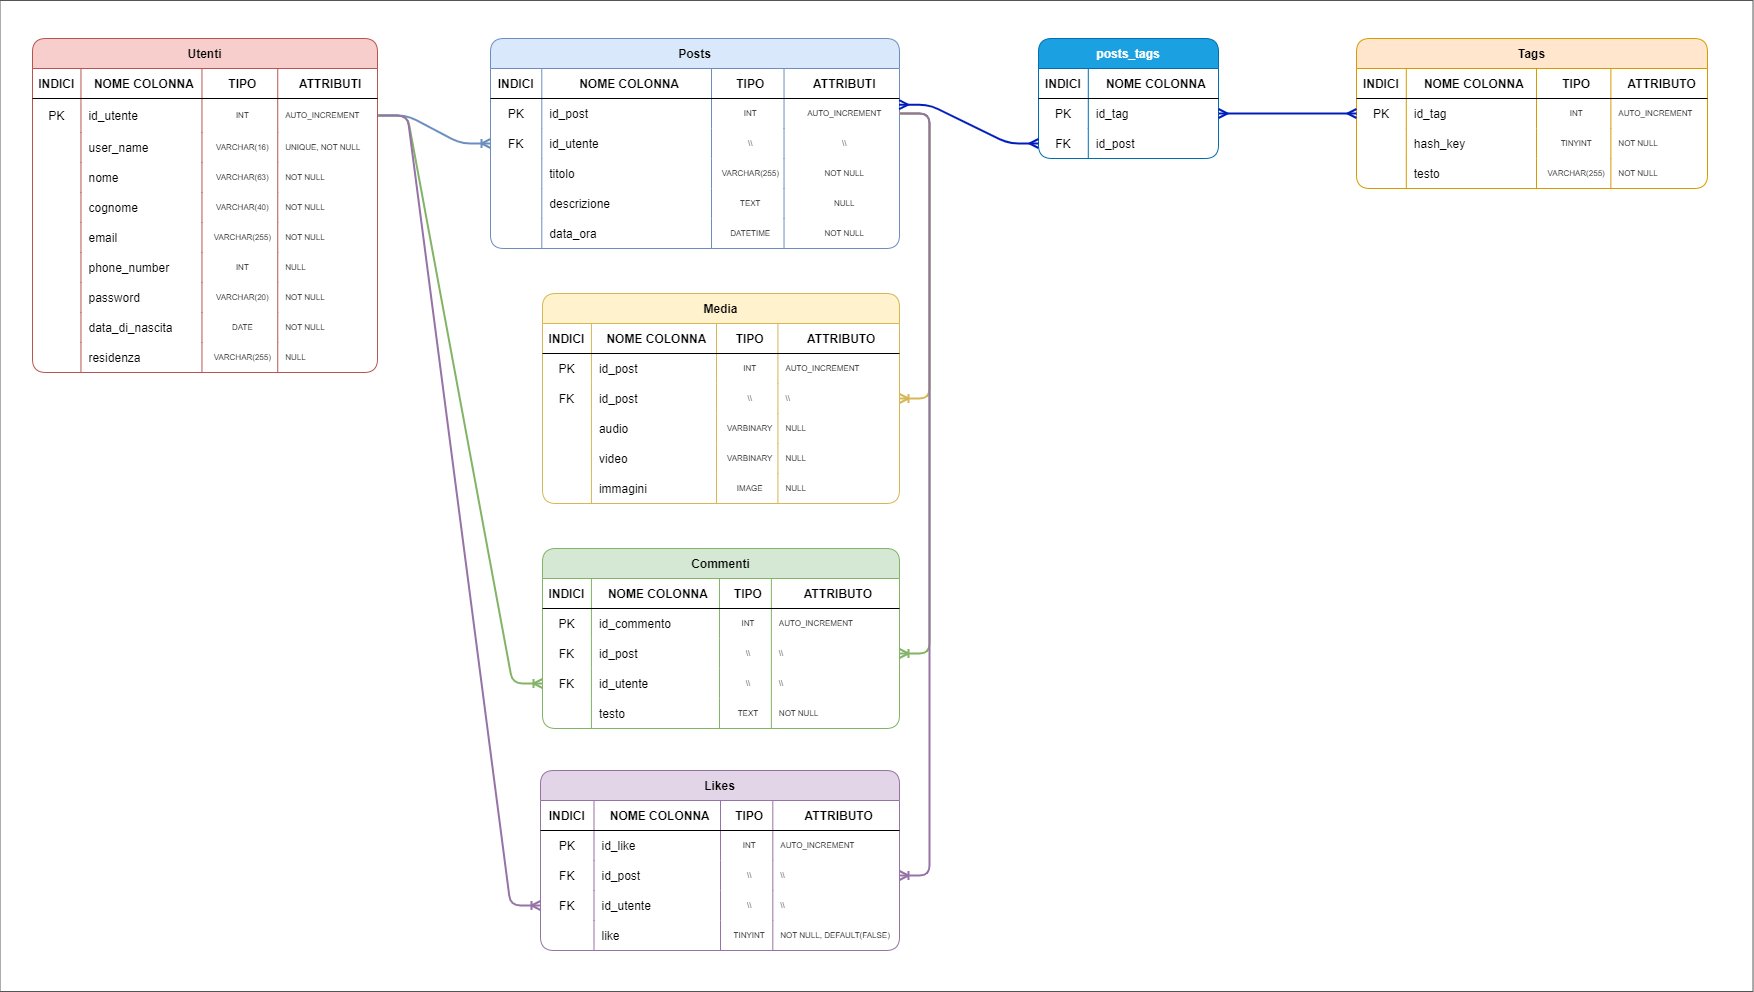 Utenti
INDICI NOME COLONNA TIPO ATTRIBUTI
PK id_utente INT AUTO_INCREMENT
user_name VARCHAR(16) UNIQUE, NOT NULL
nome VARCHAR(63) NOT NULL
cognome VARCHAR(40) NOT NULL
email VARCHAR(255) NOT NULL
phone_number INT NULL
password VARCHAR(20) NOT NULL
data_di_nascita DATE NOT NULL
residenza VARCHAR(255) NULL
Posts
INDICI NOME COLONNA TIPO ATTRIBUTI
PK id_post INT AUTO_INCREMENT
FK id_utente \\ \\
titolo VARCHAR(255) NOT NULL
descrizione TEXT NULL
data_ora DATETIME NOT NULL
posts_tags
INDICI NOME COLONNA
PK id_tag
FK id_post
Tags
INDICI NOME COLONNA TIPO ATTRIBUTO
PK id_tag INT AUTO_INCREMENT
hash_key TINYINT NOT NULL
testo VARCHAR(255) NOT NULL
Media
INDICI NOME COLONNA TIPO ATTRIBUTO
PK id_post INT AUTO_INCREMENT
FK id_post \\ \\
audio VARBINARY NULL
video VARBINARY NULL
immagini IMAGE NULL
Commenti
INDICI NOME COLONNA TIPO ATTRIBUTO
PK id_commento INT AUTO_INCREMENT
FK id_post \\ \\
FK id_utente \\ \\
testo TEXT NOT NULL
Likes
INDICI NOME COLONNA TIPO ATTRIBUTO
PK id_like INT AUTO_INCREMENT
FK id_post \\ \\
FK id_utente \\ \\
like TINYINT NOT NULL, DEFAULT(FALSE)